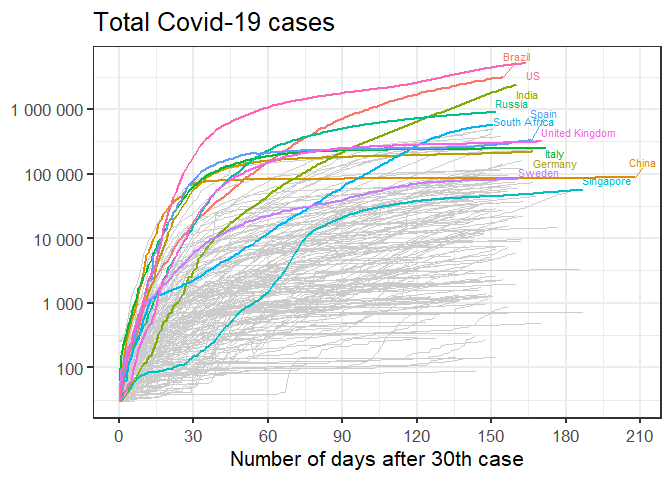 Total Covid-19 cases
Brazil
US
India
Russia
Spain
South Africa
United Kingdom
Italy
Germany
China
Sweden
Singapore
1 000 000
100 000
10 000
1 000
100
0 30 60 90 120 150 180 210
Number of days after 30th case